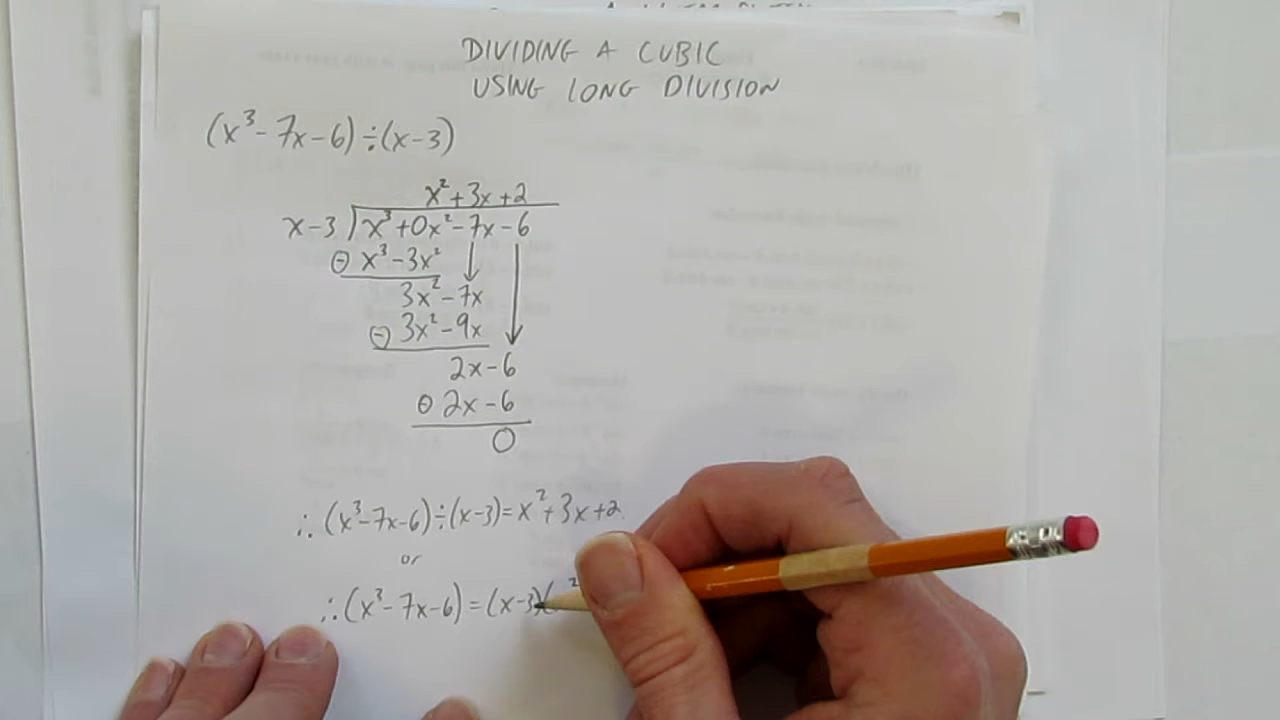 DIVIDING A CUBIC
USING LONG DIVISION
(x³-7x-6)÷(x-3)
x²+3x+2
x-3)x³+0x²-7x-6
⊖ x³-3x²
3x²-7x
⊖ 3x²-9x
2x-6
⊖ 2x-6
0
∴ (x³-7x-6)÷(x-3)=x²+3x+2
or
∴(x³-7x-6)=(x-3)( ²